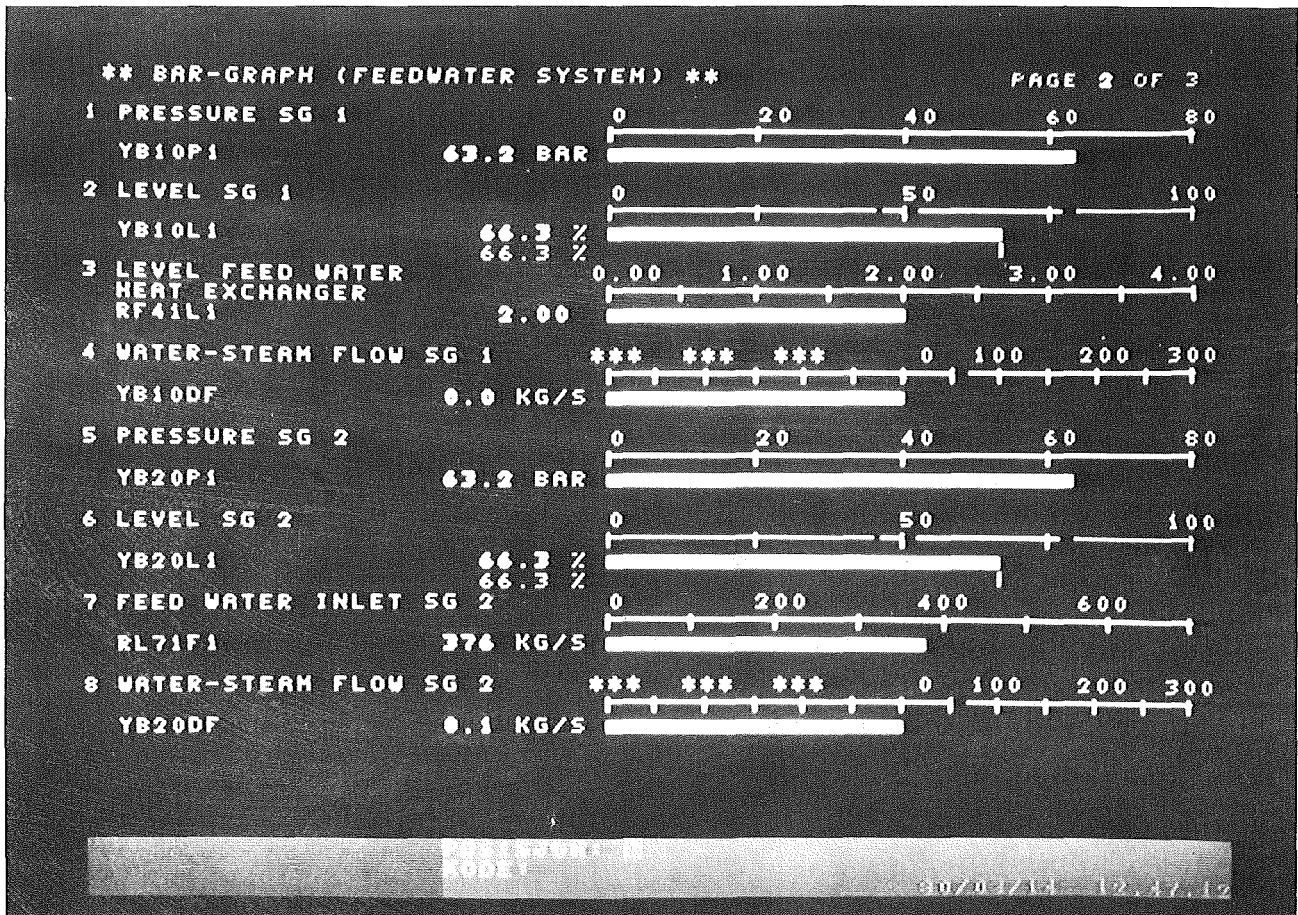 ** BAR-GRAPH (FEEDWATER SYSTEM) ** PAGE 2 OF 3
1 PRESSURE SG 1 0 20 40 60 80
YB10P1 63.2 BAR
2 LEVEL SG 1 0 50 100
YB10L1 66.3 %
66.3 %
3 LEVEL FEED WATER 0.00 1.00 2.00 3.00 4.00
HEAT EXCHANGER
RF41L1 2.00
4 WATER-STEAM FLOW SG 1 *** *** *** 0 100 200 300
YB10DF 0.0 KG/S
5 PRESSURE SG 2 0 20 40 60 80
YB20P1 63.2 BAR
6 LEVEL SG 2 0 50 100
YB20L1 66.3 %
66.3 %
7 FEED WATER INLET SG 2 0 200 400 600
RL71F1 376 KG/S
8 WATER-STEAM FLOW SG 2 *** *** *** 0 100 200 300
YB20DF 0.1 KG/S
KODE:
12.47.12